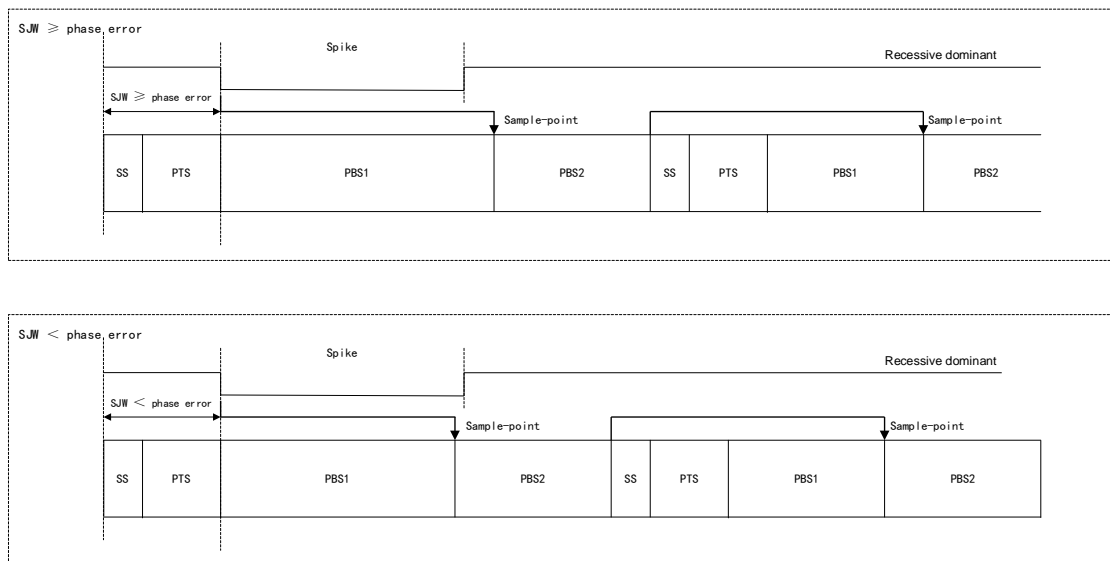 SJW ≥ phase error
Spike
Recessive dominant
SJW ≥ phase error
Sample-point
Sample-point
SS PTS PBS1 PBS2 SS PTS PBS1 PBS2
SJW < phase error
Spike
Recessive dominant
SJW < phase error
Sample-point
Sample-point
SS PTS PBS1 PBS2 SS PTS PBS1 PBS2